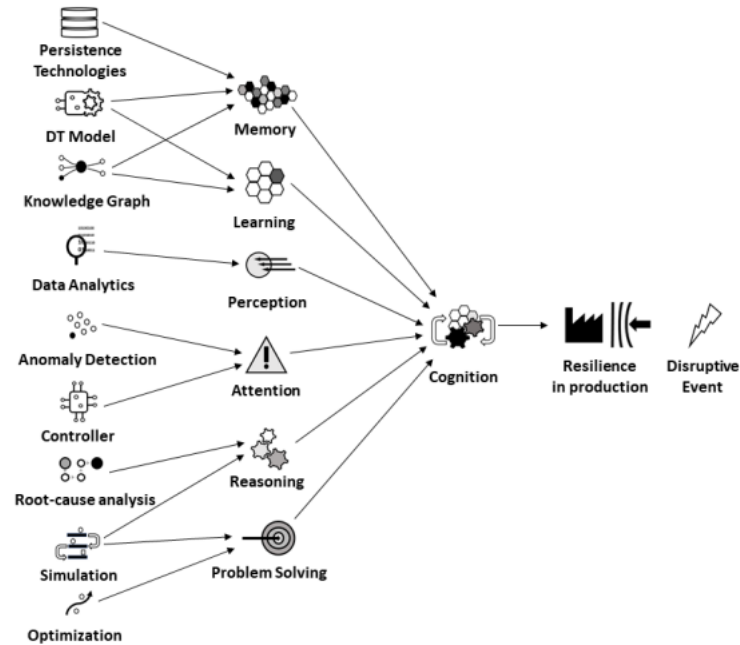 Persistence
Technologies
DT Model
Knowledge Graph
Data Analytics
Anomaly Detection
Controller
Root-cause analysis
Simulation
Optimization
Memory
Learning
Perception
Attention
Reasoning
Problem Solving
Cognition
Resilience
in production
Disruptive
Event